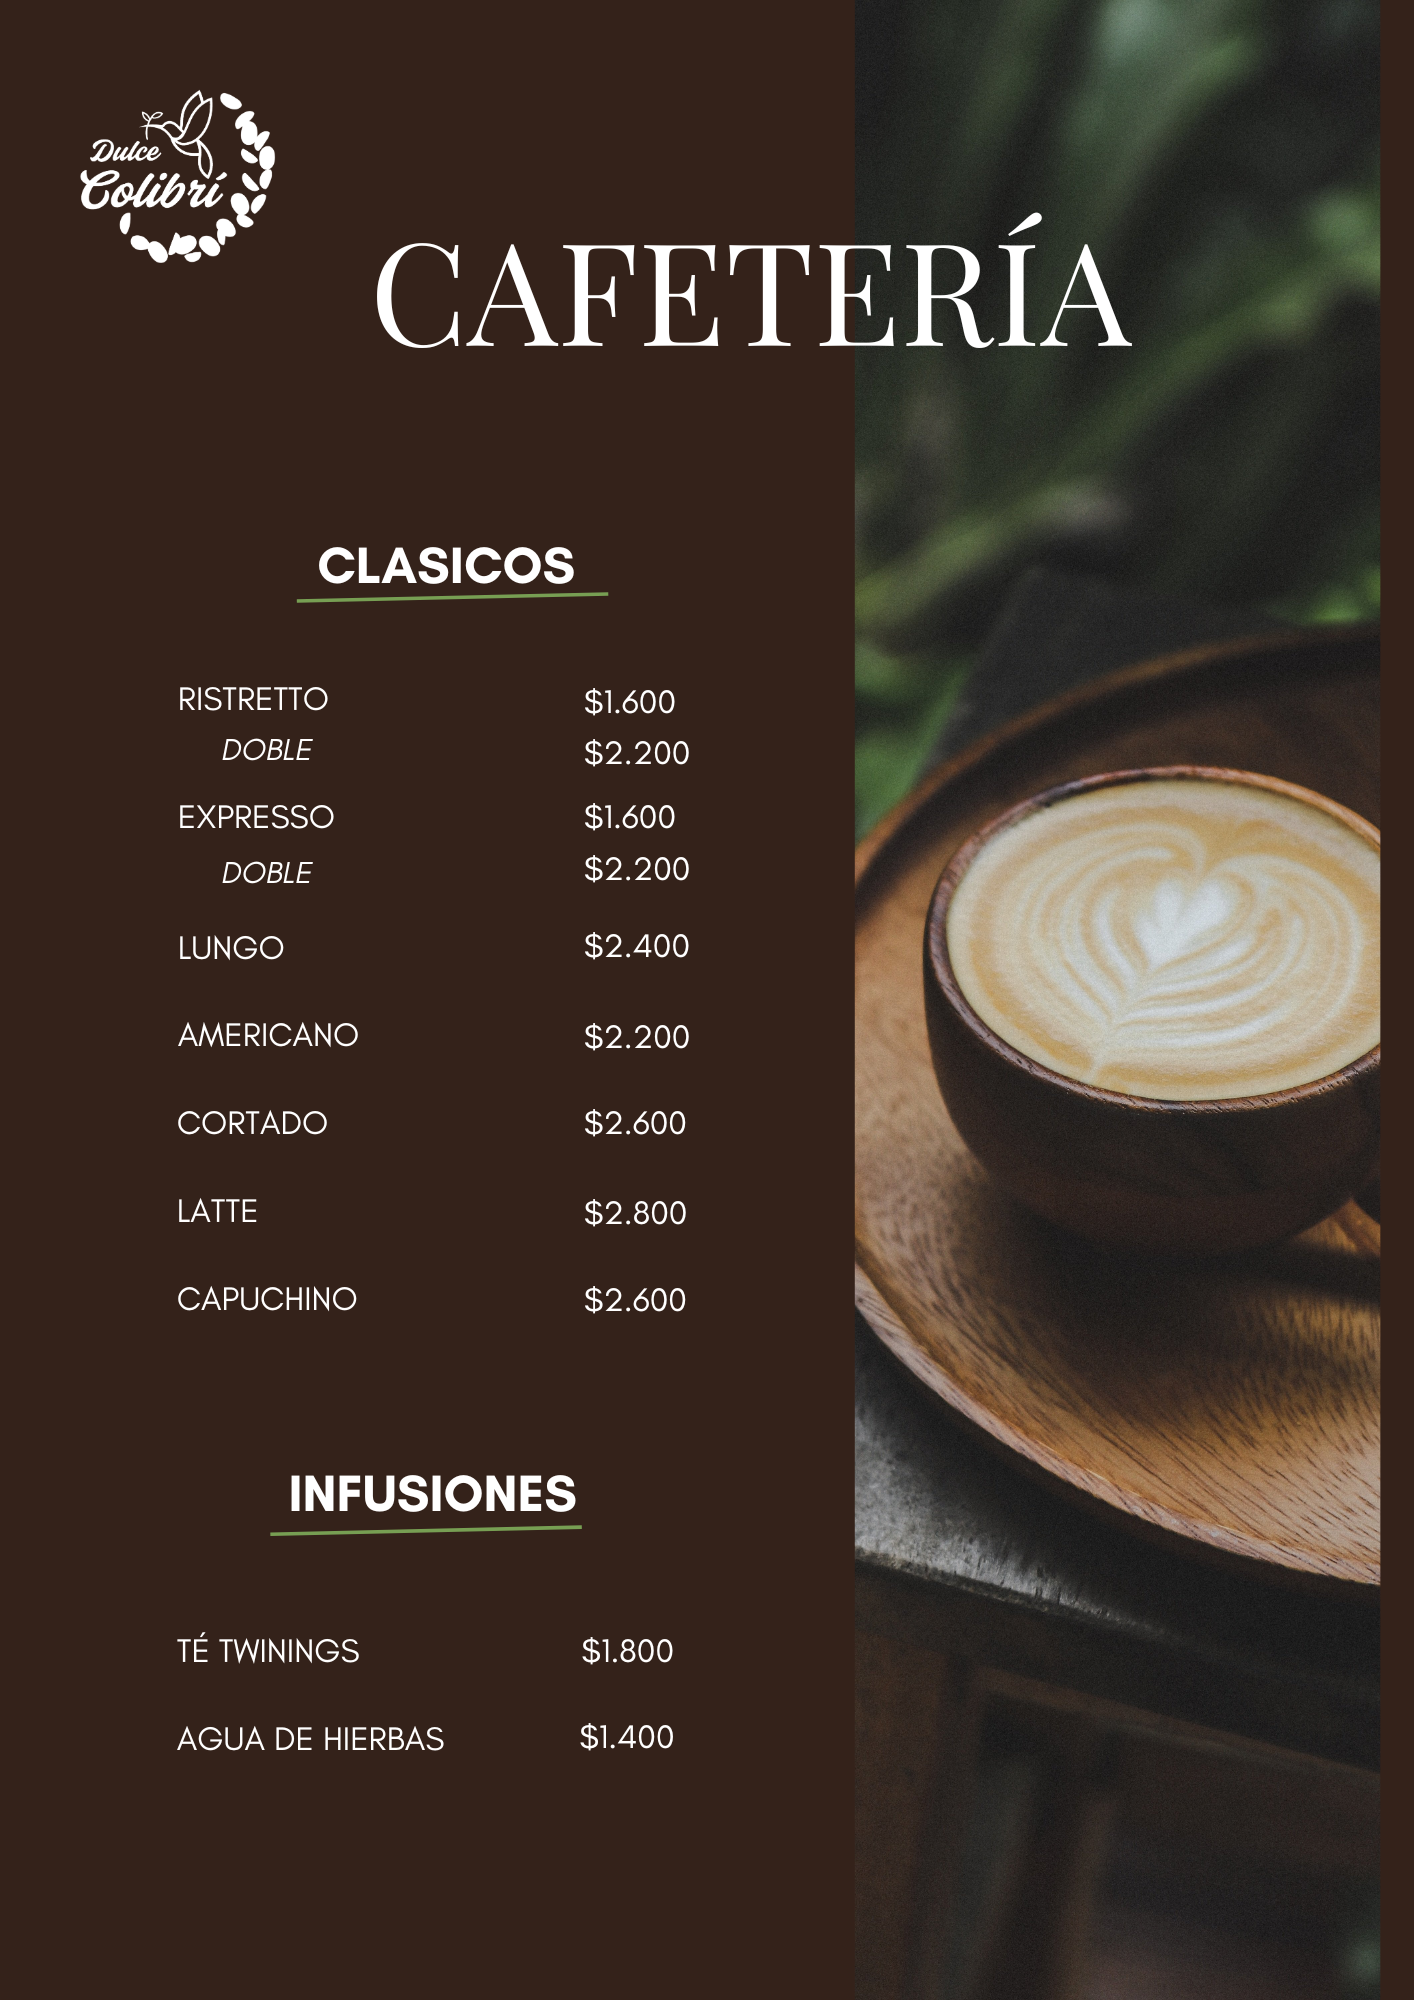 Dulce
Colibrí
CAFETERÍA
CLASICOS
RISTRETTO $1.600
DOBLE $2.200
EXPRESSO $1.600
DOBLE $2.200
LUNGO $2.400
AMERICANO $2.200
CORTADO $2.600
LATTE $2.800
CAPUCHINO $2.600
INFUSIONES
TÉ TWININGS $1.800
AGUA DE HIERBAS $1.400